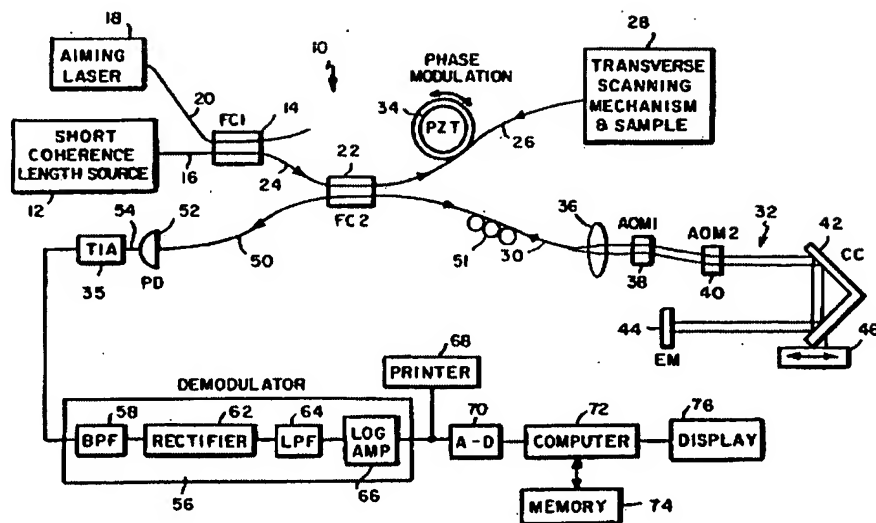 18
AIMING
LASER
10
PHASE
MODULATION
28
TRANSVERSE
SCANNING
MECHANISM
& SAMPLE
20
FC1
14
34
PZT
26
SHORT
COHERENCE
LENGTH SOURCE
16
24
22
12
FC2
54
52
36
AOM1
AOM2
32
42
CC
TIA
PD
50
51
30
38
40
35
44
EM
46
68
PRINTER
DEMODULATOR
58
62
64
70
72
76
BPF
RECTIFIER
LPF
LOG
AMP
A-D
COMPUTER
DISPLAY
56
66
MEMORY
74